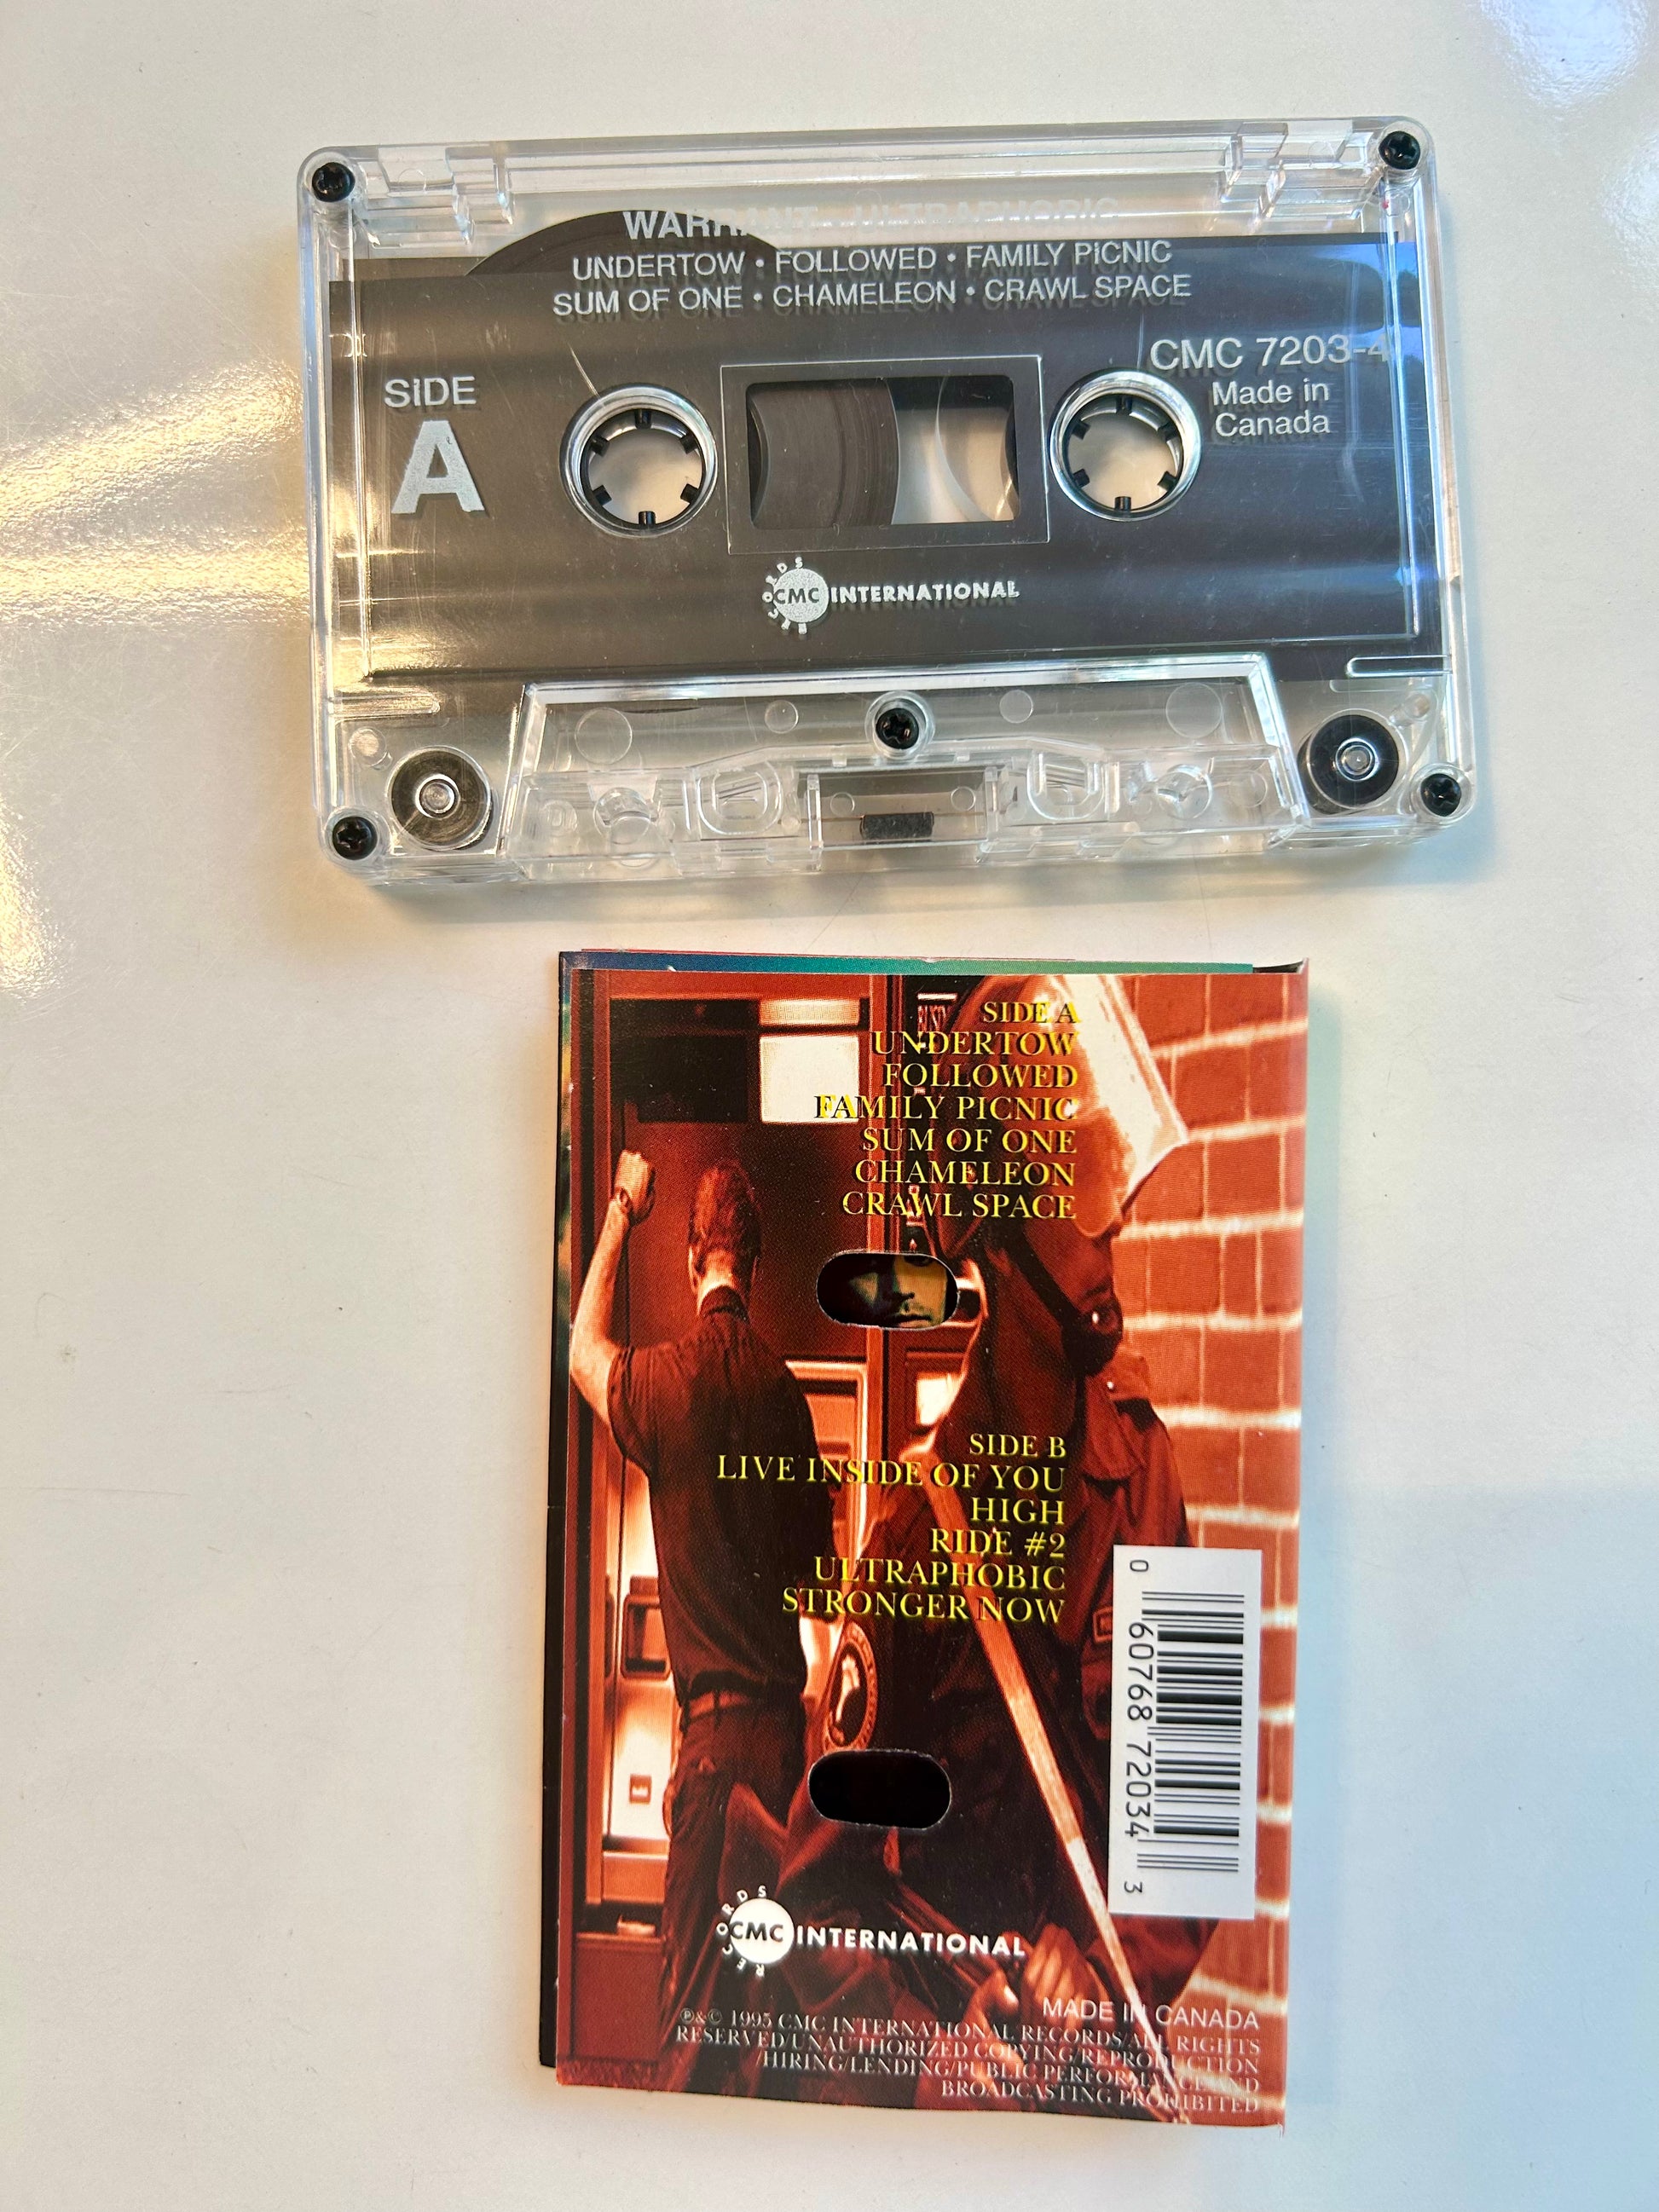 WARRANT • ULTRAPHOBIC
UNDERTOW • FOLLOWED • FAMILY PICNIC
SUM OF ONE • CHAMELEON • CRAWL SPACE
CMC 7203-4
Made in
Canada
SIDE
A
RECORDS
CMC INTERNATIONAL
SIDE A
UNDERTOW
FOLLOWED
FAMILY PICNIC
SUM OF ONE
CHAMELEON
CRAWL SPACE
SIDE B
LIVE INSIDE OF YOU
HIGH
RIDE #2
ULTRAPHOBIC
STRONGER NOW
0 60768 72034 3
RECORDS
CMC INTERNATIONAL
MADE IN CANADA
℗&© 1995 CMC INTERNATIONAL RECORDS/ALL RIGHTS
RESERVED/UNAUTHORIZED COPYING/REPRODUCTION
/HIRING/LENDING/PUBLIC PERFORMANCE AND
BROADCASTING PROHIBITED